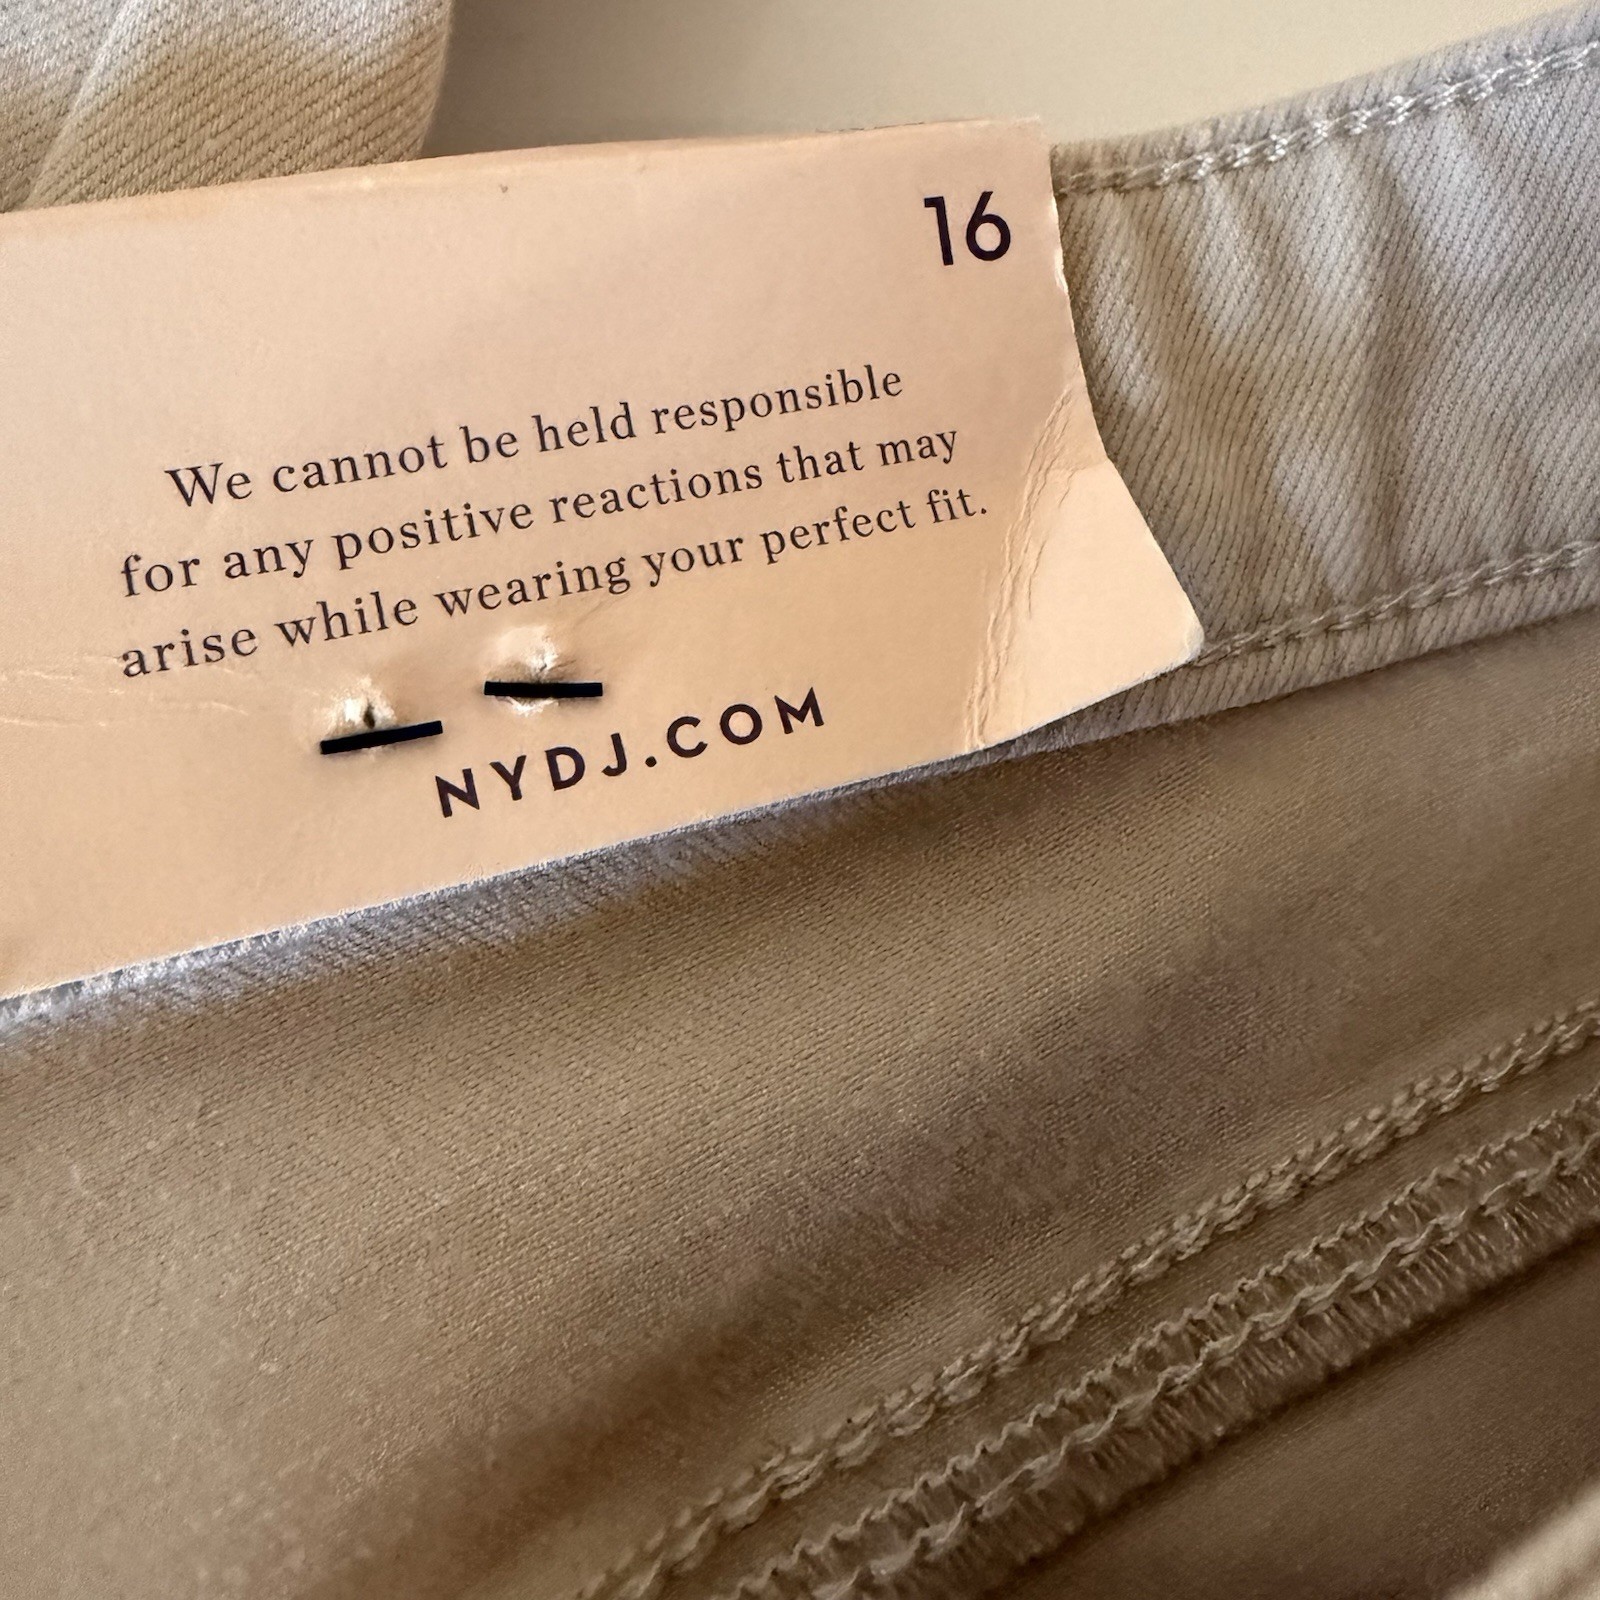 16
We cannot be held responsible
for any positive reactions that may
arise while wearing your perfect fit.
NYDJ.COM